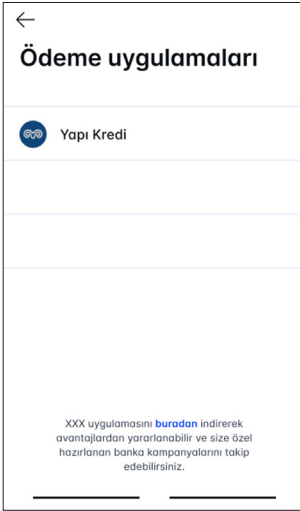 Ödeme uygulamaları
Yapı Kredi
XXX uygulamasını buradan indirerek
avantajlardan yararlanabilir ve size özel
hazırlanan banka kampanyalarını takip
edebilirsiniz.